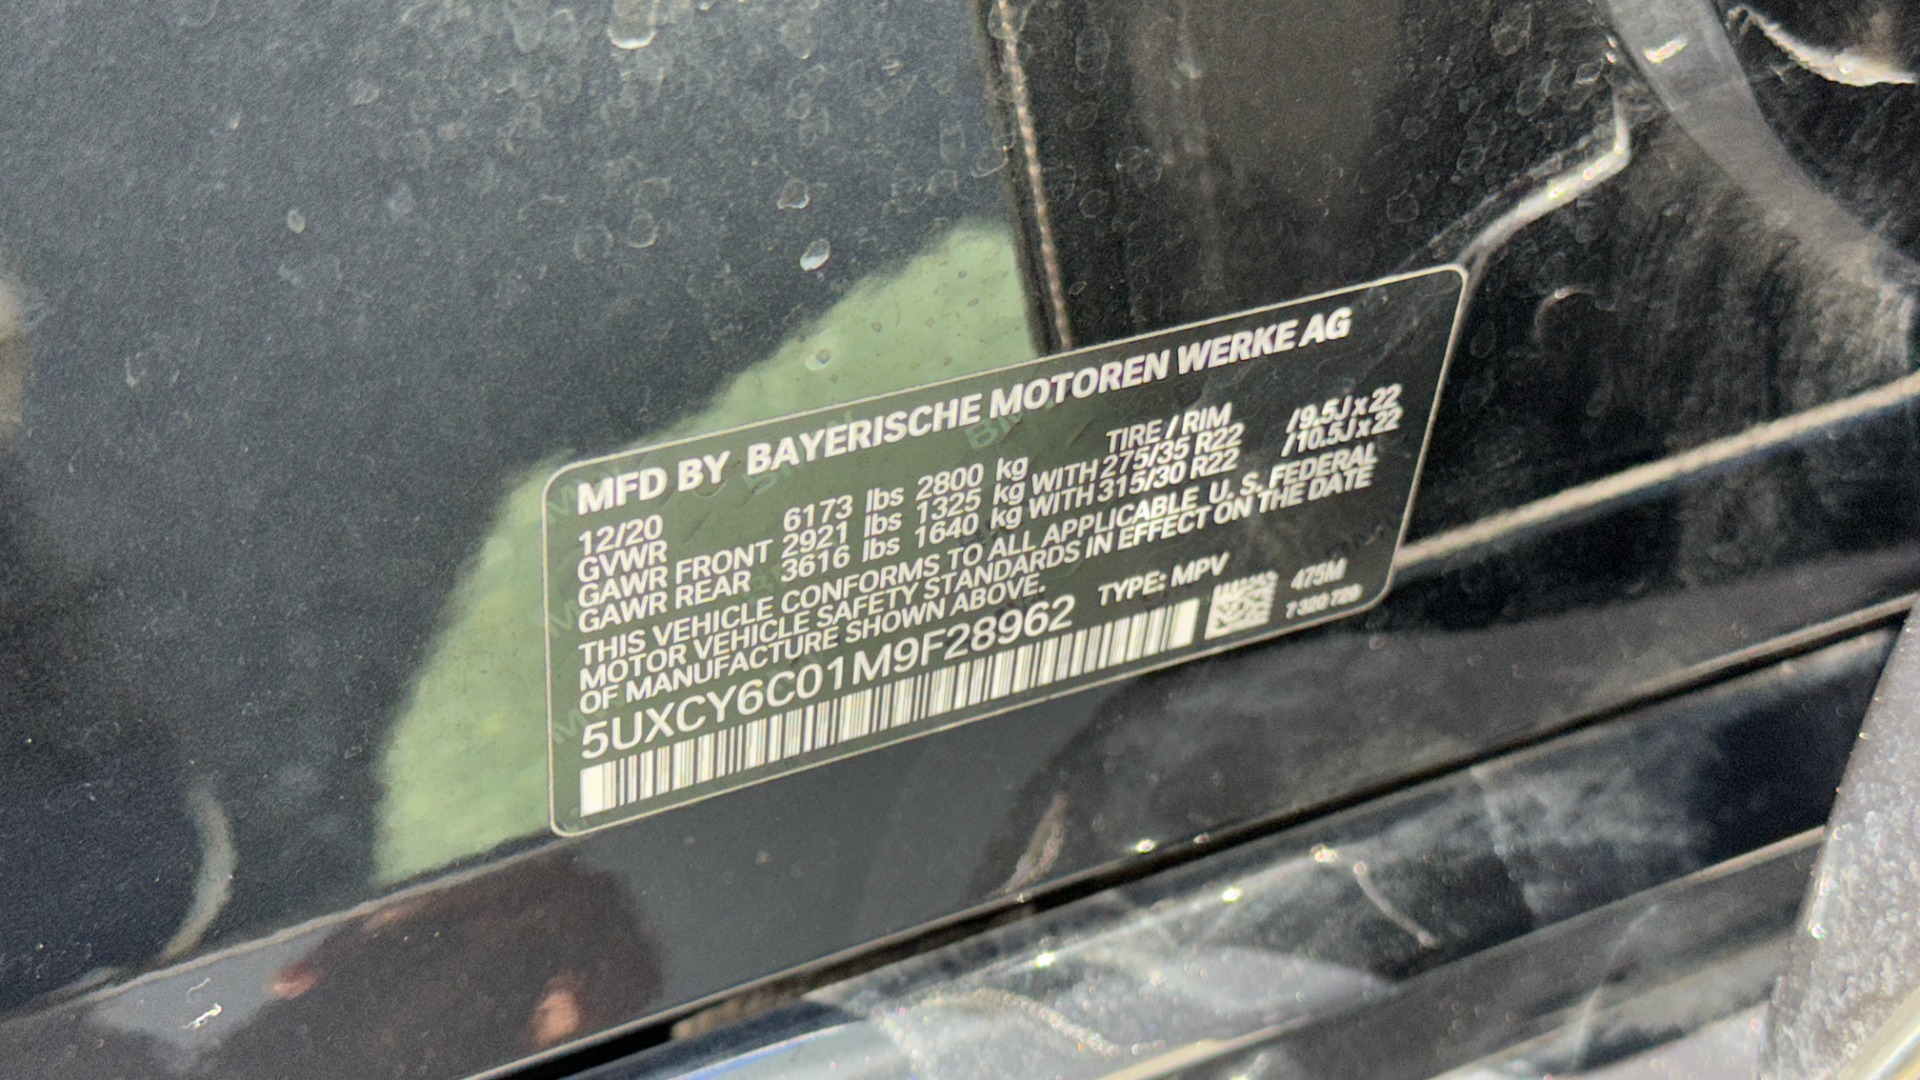 MFD BY BAYERISCHE MOTOREN WERKE AG
12/20 TIRE / RIM
GVWR 6173 lbs 2800 kg
GAWR FRONT 2921 lbs 1325 kg WITH 275/35 R22 /9.5J x 22
GAWR REAR 3616 lbs 1640 kg WITH 315/30 R22 /10.5J x 22
THIS VEHICLE CONFORMS TO ALL APPLICABLE U. S. FEDERAL
MOTOR VEHICLE SAFETY STANDARDS IN EFFECT ON THE DATE
OF MANUFACTURE SHOWN ABOVE.
5UXCY6C01M9F28962 TYPE: MPV
475M
7 320 729